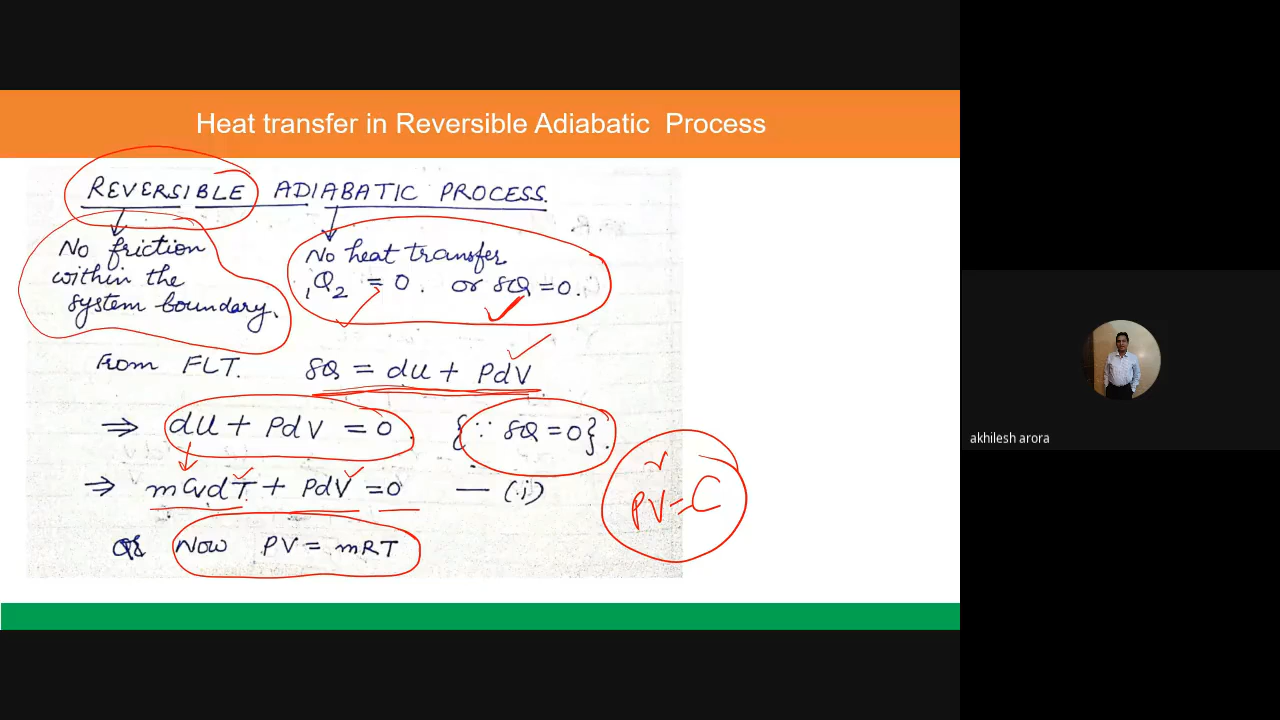 Heat transfer in Reversible Adiabatic Process
REVERSIBLE ADIABATIC PROCESS.
No friction
within the
system boundary.
No heat transfer
₁Q₂ = 0. or δQ = 0.
From FLT. δQ = du + PdV
⇒ du + PdV = 0. {∵ δQ = 0}.
⇒ mCvdT + PdV = 0 — (i)
Now PV = mRT
PV = C
akhilesh arora